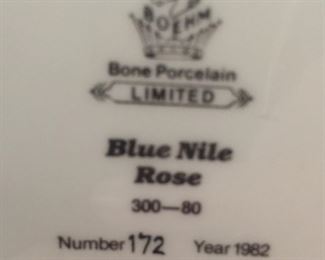 BOEHM
Bone Porcelain
LIMITED
Blue Nile
Rose
300—80
Number 172 Year 1982